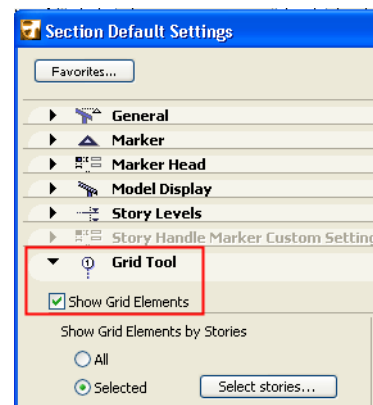 Section Default Settings
Favorites...
General
Marker
Marker Head
Model Display
Story Levels
Story Handle Marker Custom Setting
1 Grid Tool
Show Grid Elements
Show Grid Elements by Stories
All
Selected Select stories...